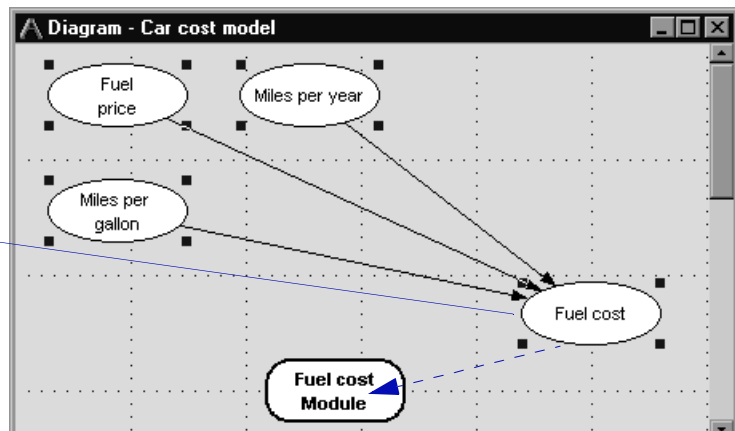 Diagram - Car cost model
Fuel
price
Miles per year
Miles per
gallon
Fuel cost
Fuel cost
Module